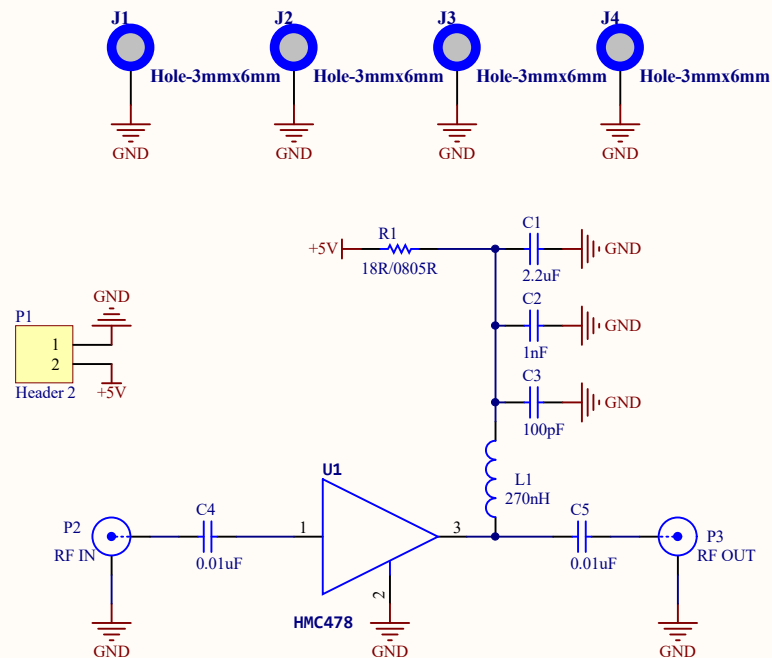 J1 J2 J3 J4
Hole-3mmx6mm Hole-3mmx6mm Hole-3mmx6mm Hole-3mmx6mm
GND GND GND GND
R1 C1
+5V GND
18R/0805R 2.2uF
GND C2
P1 GND
1 1nF
2 C3
Header 2 +5V GND
100pF
U1 L1
270nH
P2 C4 1 3 C5 P3
RF IN 0.01uF 0.01uF RF OUT
2
HMC478
GND GND GND